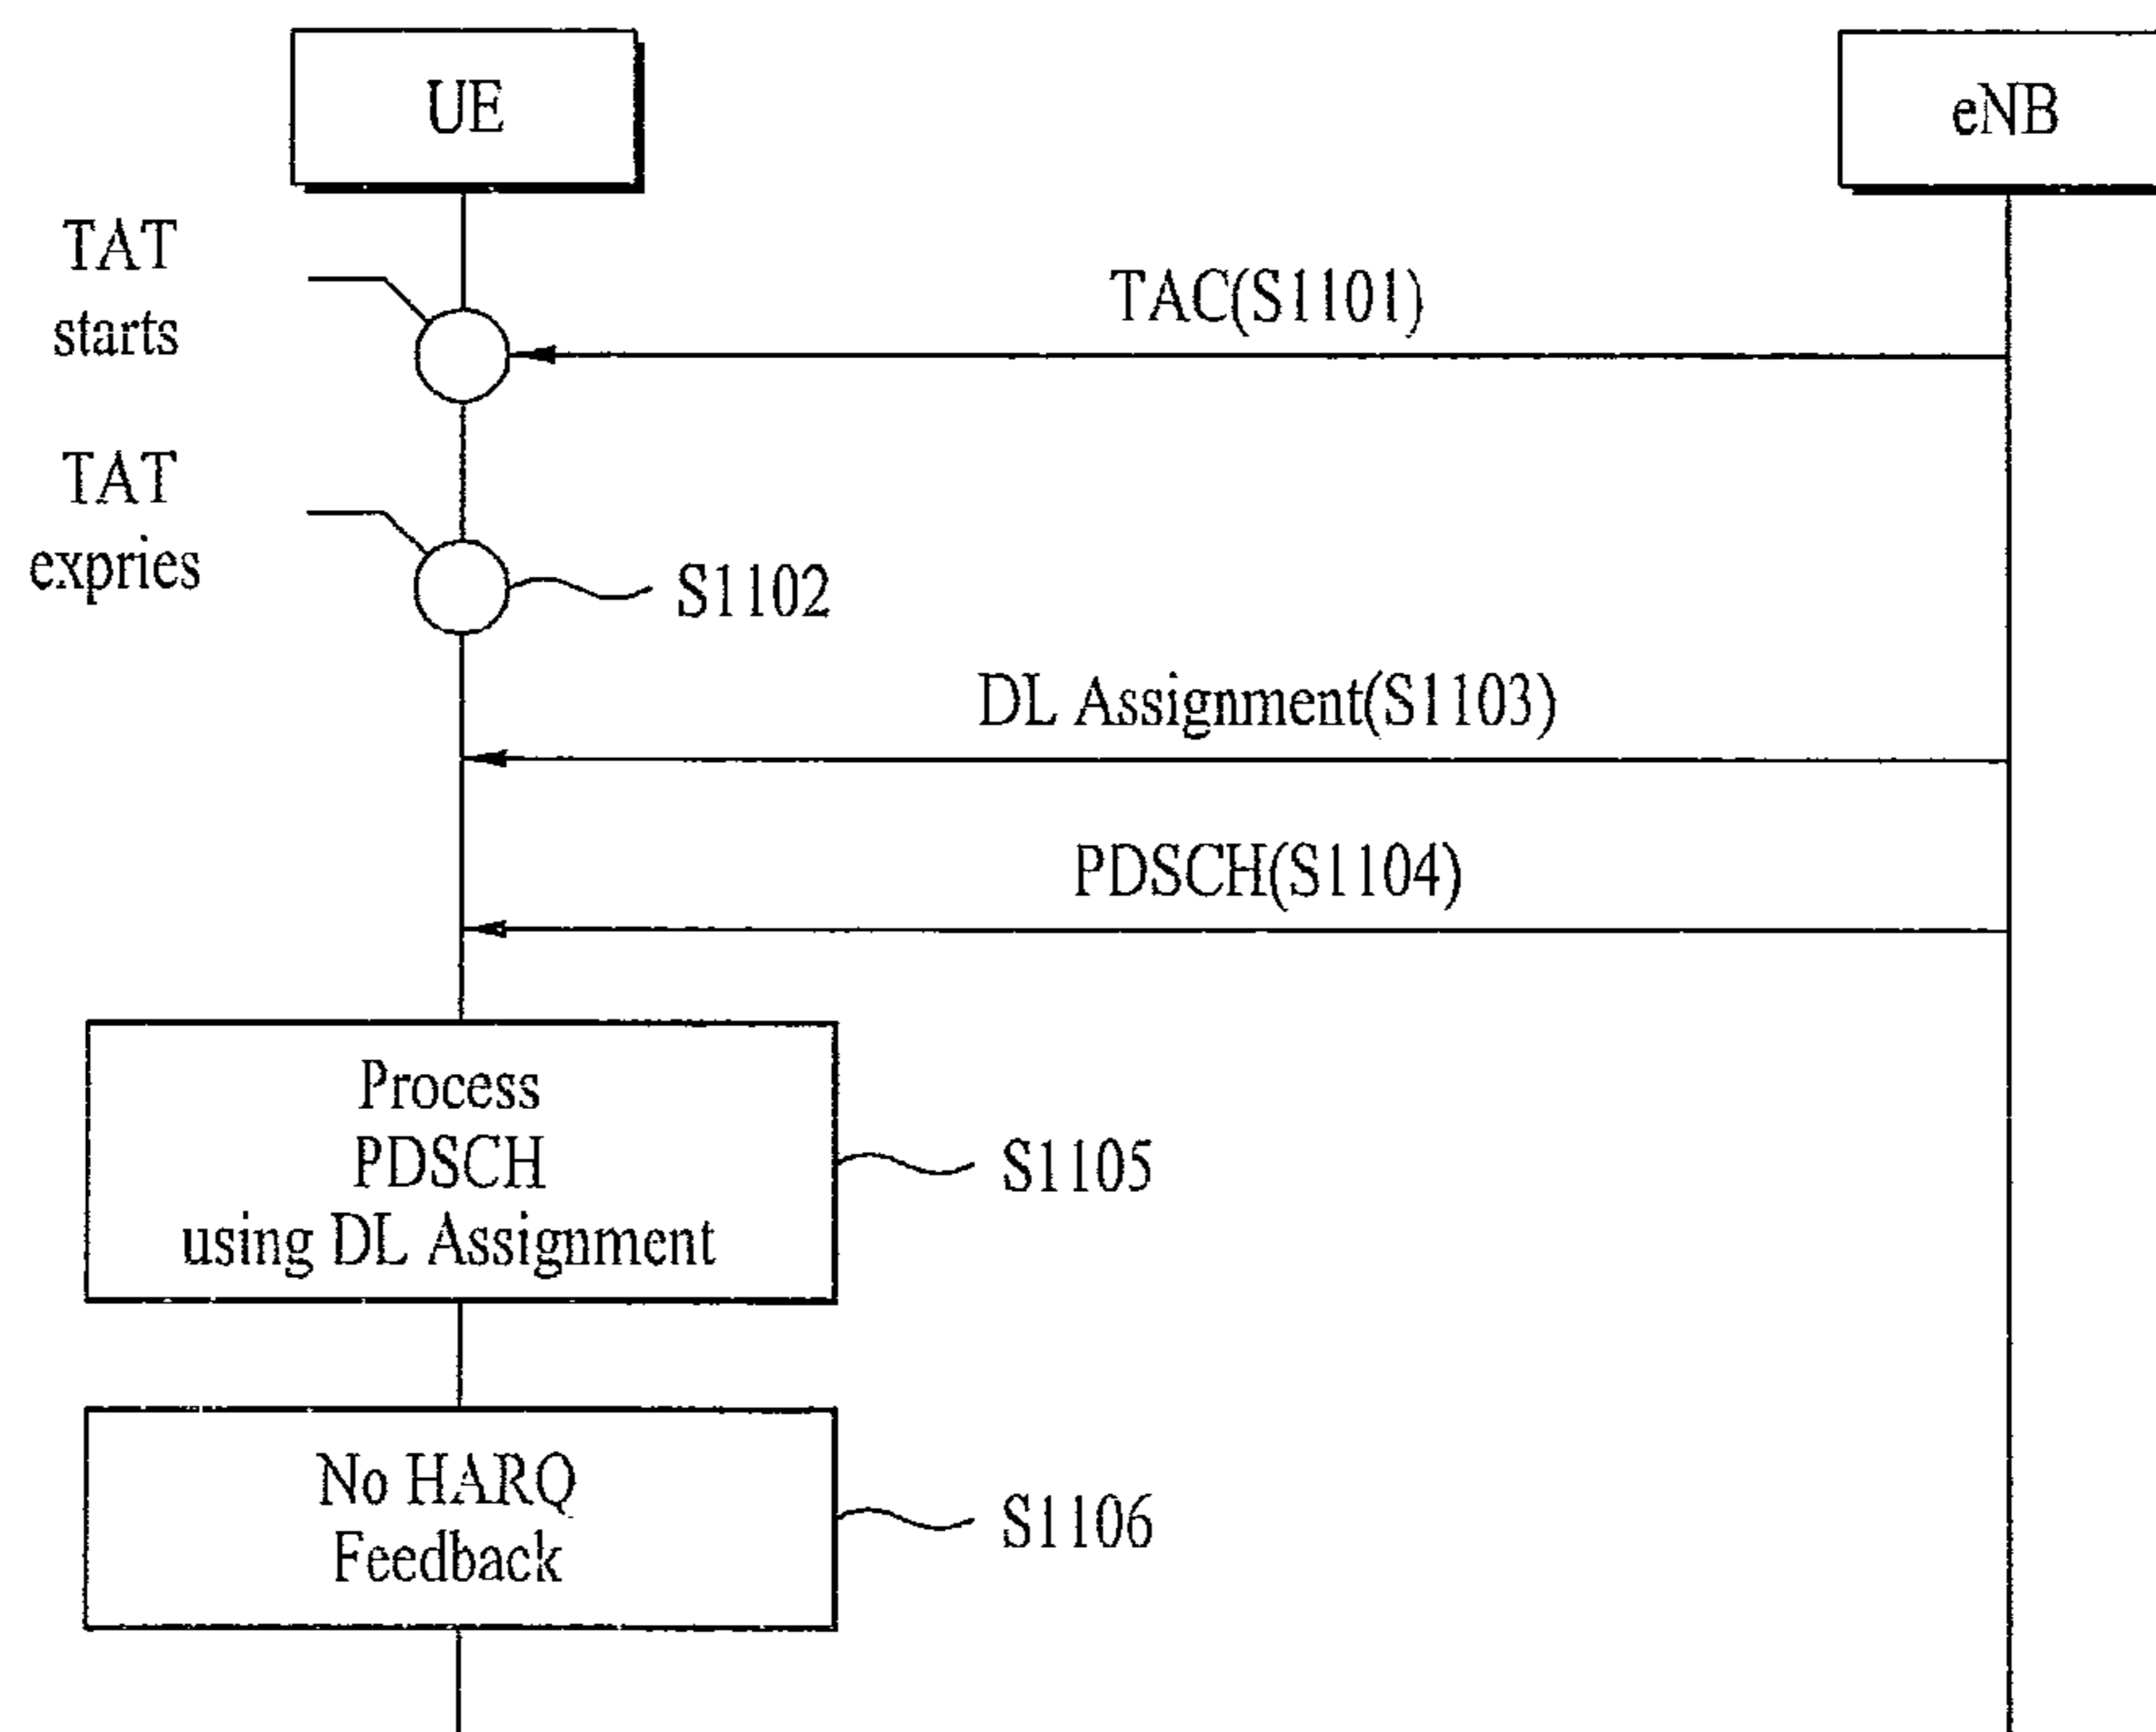 UE
eNB
TAT
starts
TAC(S1101)
TAT
expries
S1102
DL Assignment(S1103)
PDSCH(S1104)
Process
PDSCH
using DL Assignment
S1105
No HARQ
Feedback
S1106